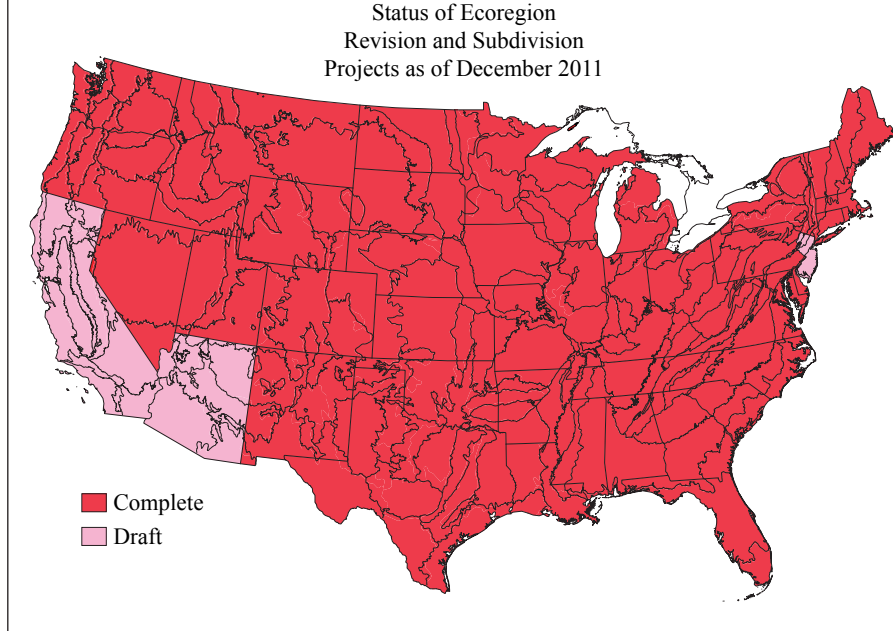 Status of Ecoregion
Revision and Subdivision
Projects as of December 2011
Complete
Draft